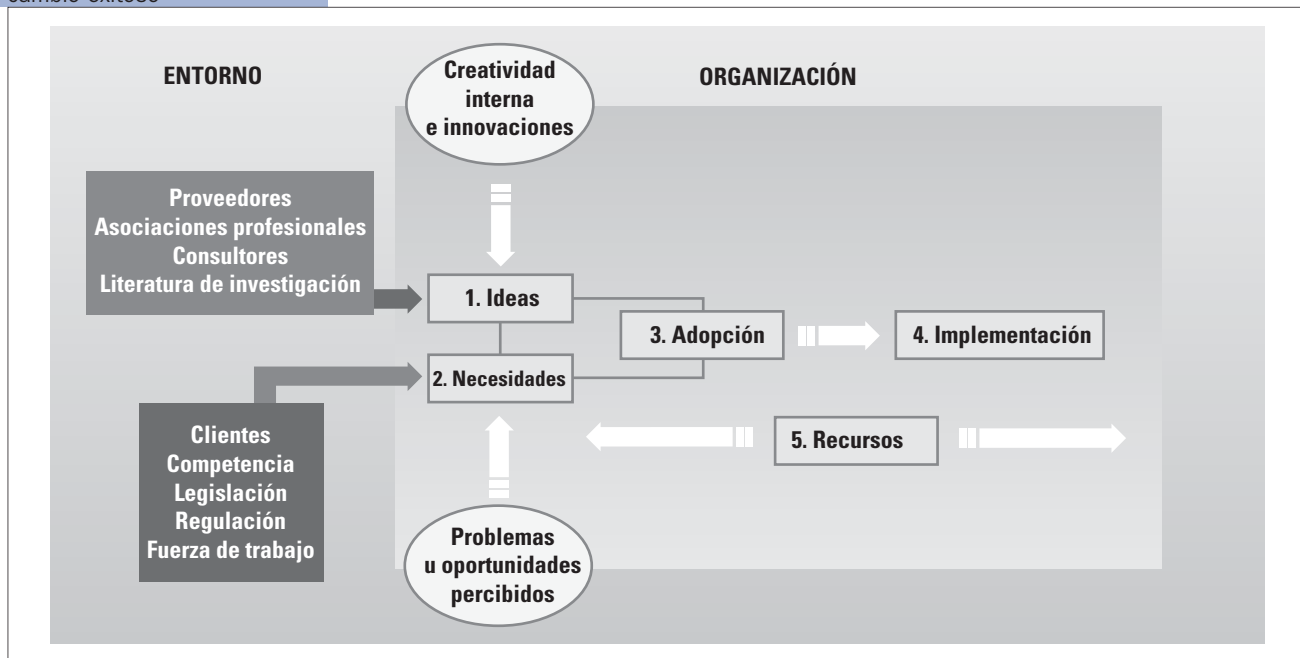 cambio exitoso
ENTORNO
ORGANIZACIÓN
Creatividad
interna
e innovaciones
Proveedores
Asociaciones profesionales
Consultores
Literatura de investigación
1. Ideas
2. Necesidades
3. Adopción
4. Implementación
5. Recursos
Clientes
Competencia
Legislación
Regulación
Fuerza de trabajo
Problemas
u oportunidades
percibidos